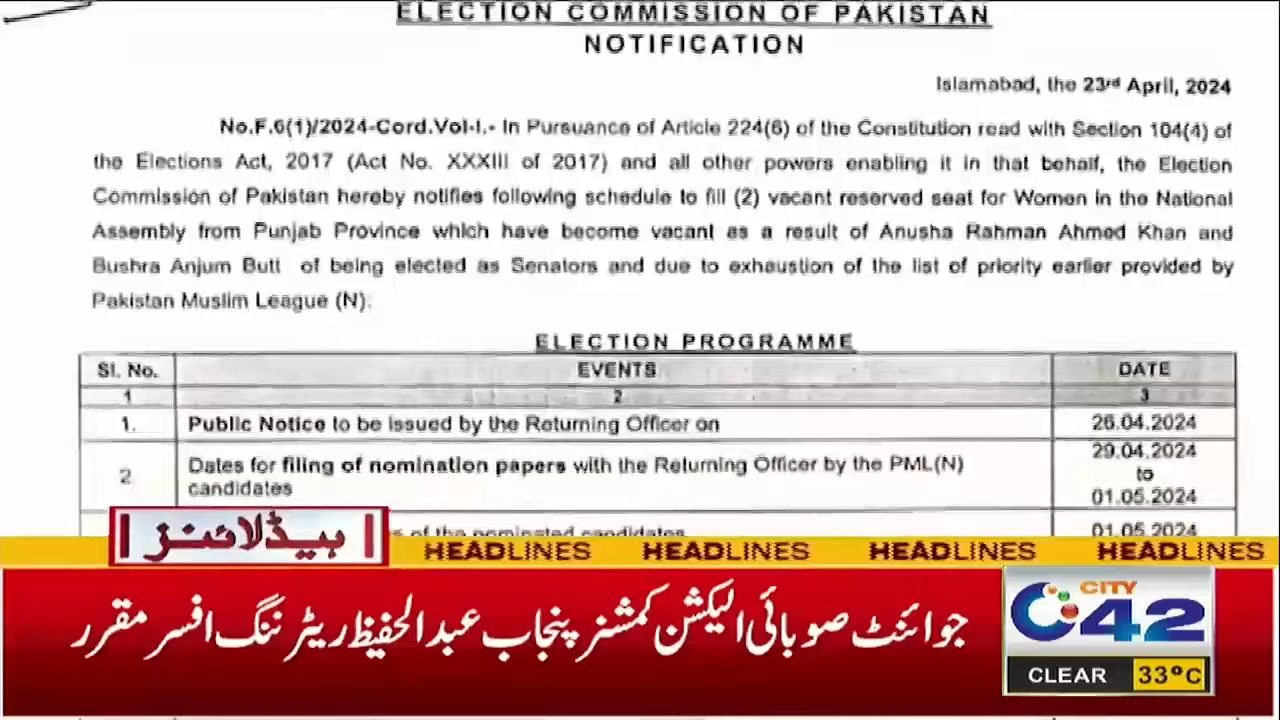 ELECTION COMMISSION OF PAKISTAN
NOTIFICATION
Islamabad, the 23rd April, 2024
No.F.6(1)/2024-Cord.Vol-I.- In Pursuance of Article 224(6) of the Constitution read with Section 104(4) of
the Elections Act, 2017 (Act No. XXXIII of 2017) and all other powers enabling it in that behalf, the Election
Commission of Pakistan hereby notifies following schedule to fill (2) vacant reserved seat for Women in the National
Assembly from Punjab Province which have become vacant as a result of Anusha Rahman Ahmed Khan and
Bushra Anjum Butt of being elected as Senators and due to exhaustion of the list of priority earlier provided by
Pakistan Muslim League (N).
ELECTION PROGRAMME
Sl. No. EVENTS DATE
1 2 3
1. Public Notice to be issued by the Returning Officer on 26.04.2024
2 Dates for filing of nomination papers with the Returning Officer by the PML(N) candidates 29.04.2024 to 01.05.2024
of the nominated candidates 01.05.2024
ہیڈلائنز
HEADLINES HEADLINES HEADLINES HEADLINES
جوائنٹ صوبائی الیکشن کمشنر پنجاب عبدالحفیظ ریٹرننگ افسر مقرر
CITY 42
CLEAR 33°C